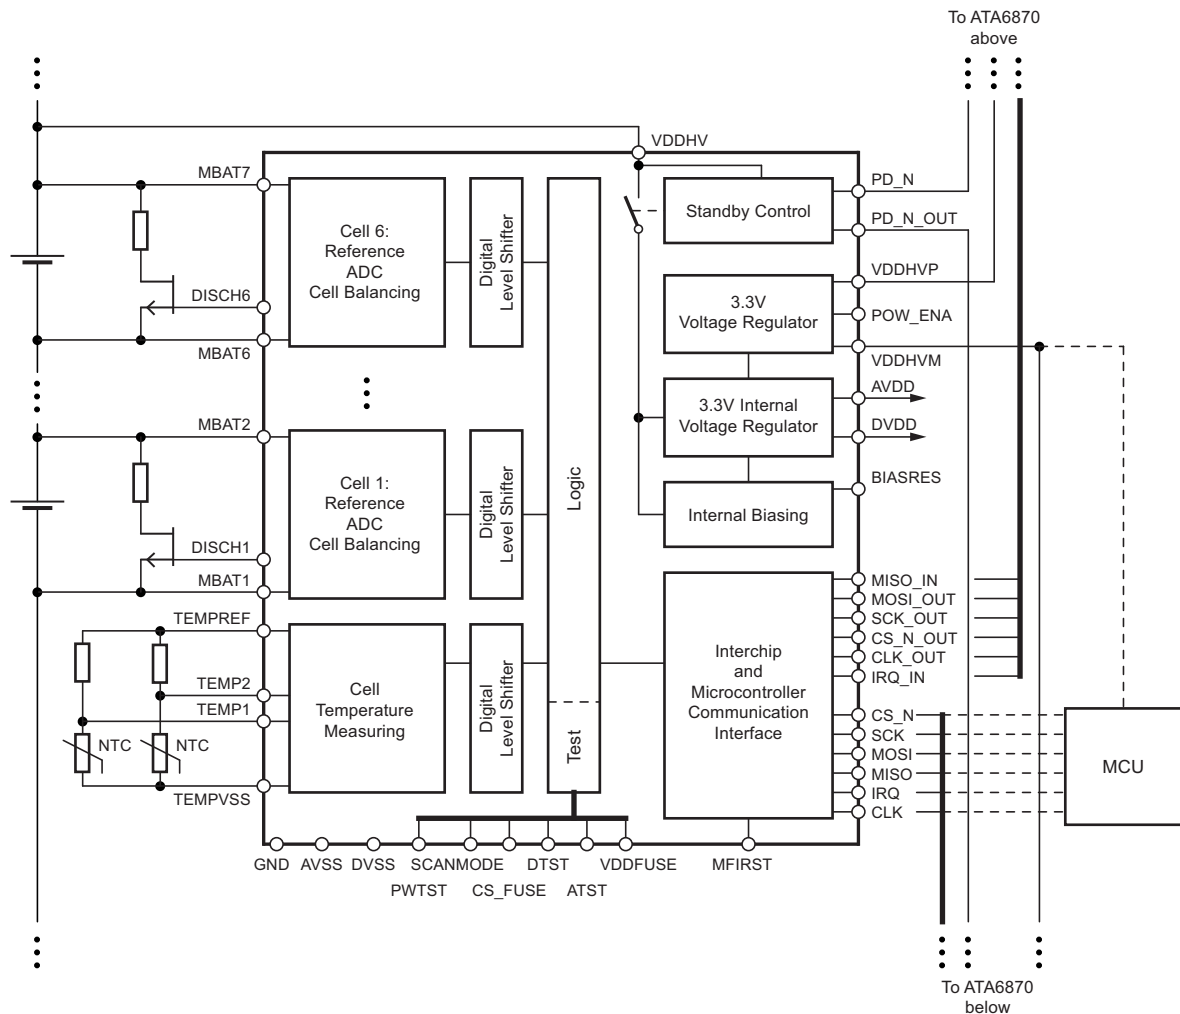 To ATA6870
above
VDDHV
MBAT7
PD_N
Cell 6:
Reference
ADC
Cell Balancing
Digital
Level Shifter
Standby Control
PD_N_OUT
VDDHVP
DISCH6
3.3V
Voltage Regulator
POW_ENA
MBAT6
VDDHVM
AVDD
3.3V Internal
Voltage Regulator
MBAT2
DVDD
Cell 1:
Reference
ADC
Cell Balancing
Digital
Level Shifter
Logic
BIASRES
Internal Biasing
DISCH1
MBAT1
MISO_IN
MOSI_OUT
TEMPREF
SCK_OUT
CS_N_OUT
CLK_OUT
IRQ_IN
TEMP2
TEMP1
Cell
Temperature
Measuring
Digital
Level Shifter
Test
Interchip
and
Microcontroller
Communication
Interface
CS_N
SCK
MOSI
MISO
IRQ
CLK
NTC
NTC
MCU
TEMPVSS
GND
AVSS
DVSS
SCANMODE
DTST
VDDFUSE
MFIRST
PWTST
CS_FUSE
ATST
To ATA6870
below